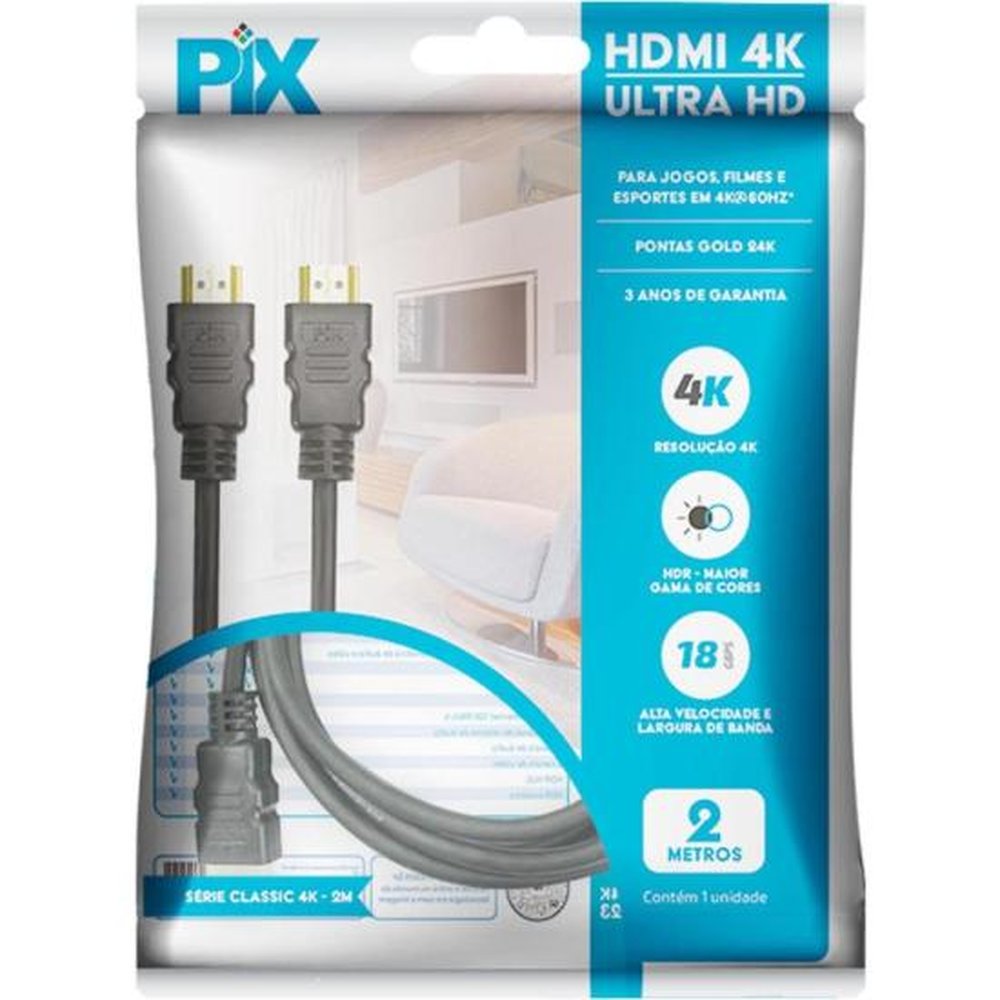 PIX
HDMI 4K
ULTRA HD
PARA JOGOS, FILMES E
ESPORTES EM 4K@60HZ*
PONTAS GOLD 24K
3 ANOS DE GARANTIA
4K
RESOLUÇÃO 4K
HDR - MAIOR
GAMA DE CORES
18 GBPS
ALTA VELOCIDADE E
LARGURA DE BANDA
2
METROS
Contém 1 unidade
SÉRIE CLASSIC 4K - 2M